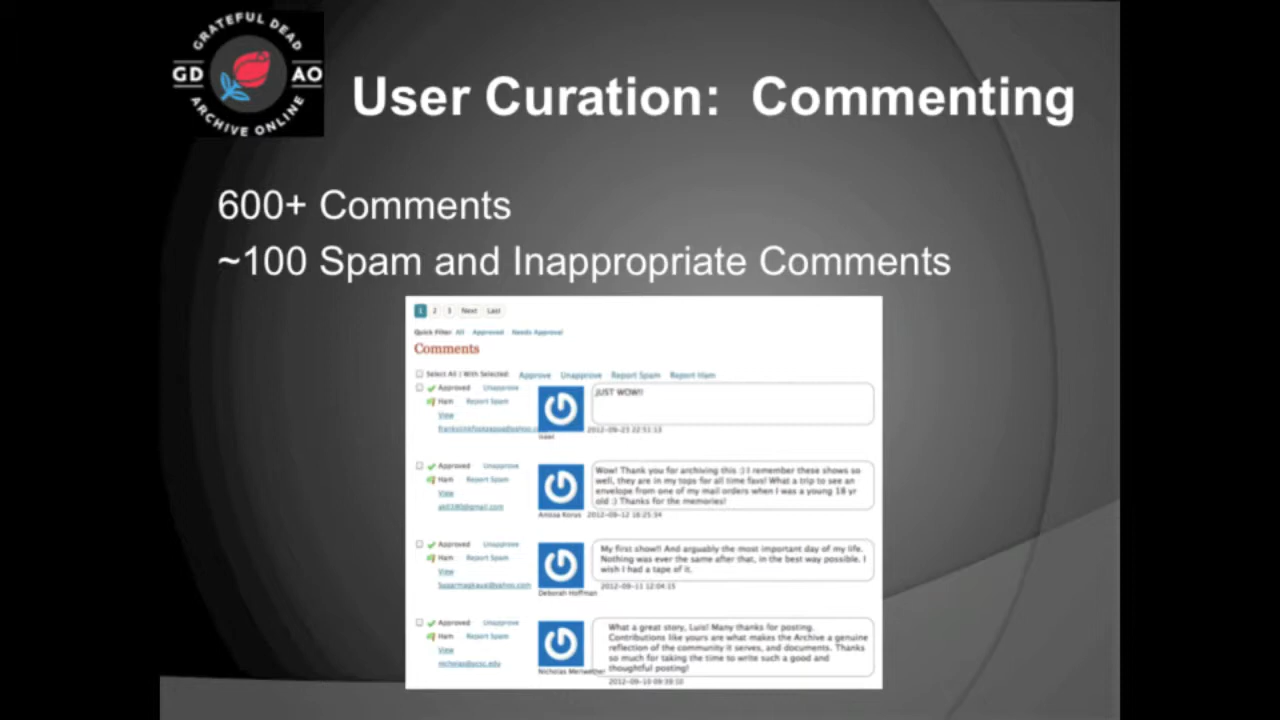 GRATEFUL DEAD
GD AO
ARCHIVE ONLINE
User Curation: Commenting
600+ Comments
~100 Spam and Inappropriate Comments
1 2 3 Next Last
Quick Filter All Approved Needs Approval
Comments
Select All | With Selected: Approve Unapprove Report Spam Report Ham
Approved Unapprove
JUST WOW!!
Ham Report Spam
View
2012-09-23 22:51:13
Approved Unapprove
Wow! Thank you for archiving this :) I remember these shows so
well, they are in my tops for all time favs! What a trip to see an
envelope from one of my mail orders when I was a young 18 yr
old :) Thanks for the memories!
Ham Report Spam
View
2012-09-12 16:25:34
Approved Unapprove
My first show!! And arguably the most important day of my life.
Nothing was ever the same after that, in the best way possible. I
wish I had a tape of it.
Ham Report Spam
View
Deborah Hoffman 2012-09-11 12:04:15
Approved Unapprove
What a great story, Luis! Many thanks for posting.
Contributions like yours are what makes the Archive a genuine
reflection of the community it serves, and documents. Thanks
so much for taking the time to write such a good and
thoughtful posting!
Ham Report Spam
View
nicholas@ucsc.edu
Nicholas Meriwether
2012-09-10 09:39:10